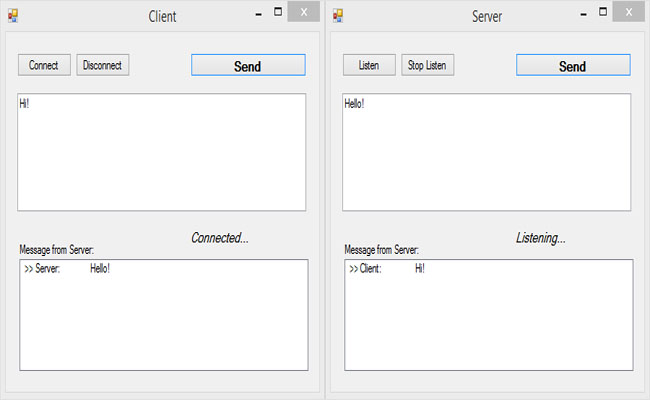 Client
Connect Disconnect Send
Hi!
Connected...
Message from Server:
>> Server: Hello!
Server
Listen Stop Listen Send
Hello!
Listening...
Message from Server:
>> Client: Hi!